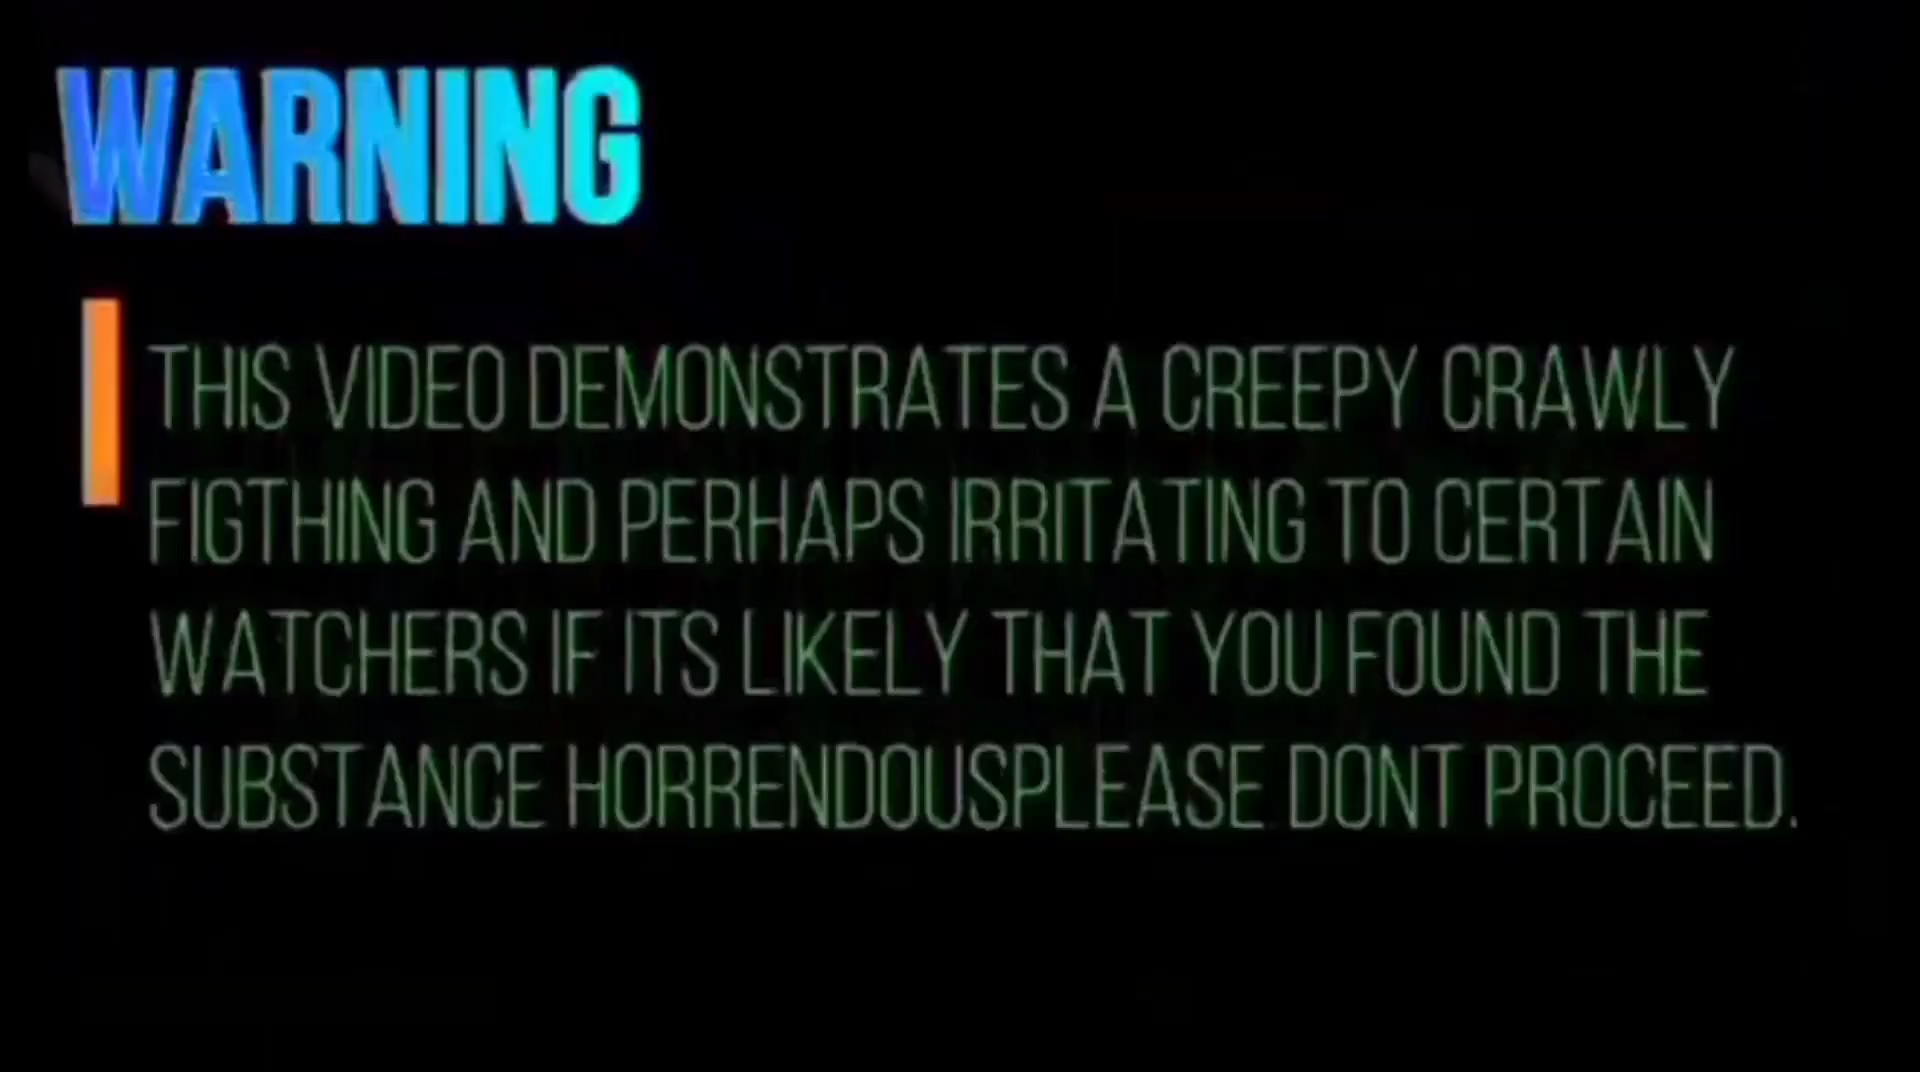 WARNING
THIS VIDEO DEMONSTRATES A CREEPY CRAWLY
FIGTHING AND PERHAPS IRRITATING TO CERTAIN
WATCHERS IF ITS LIKELY THAT YOU FOUND THE
SUBSTANCE HORRENDOUSPLEASE DONT PROCEED.